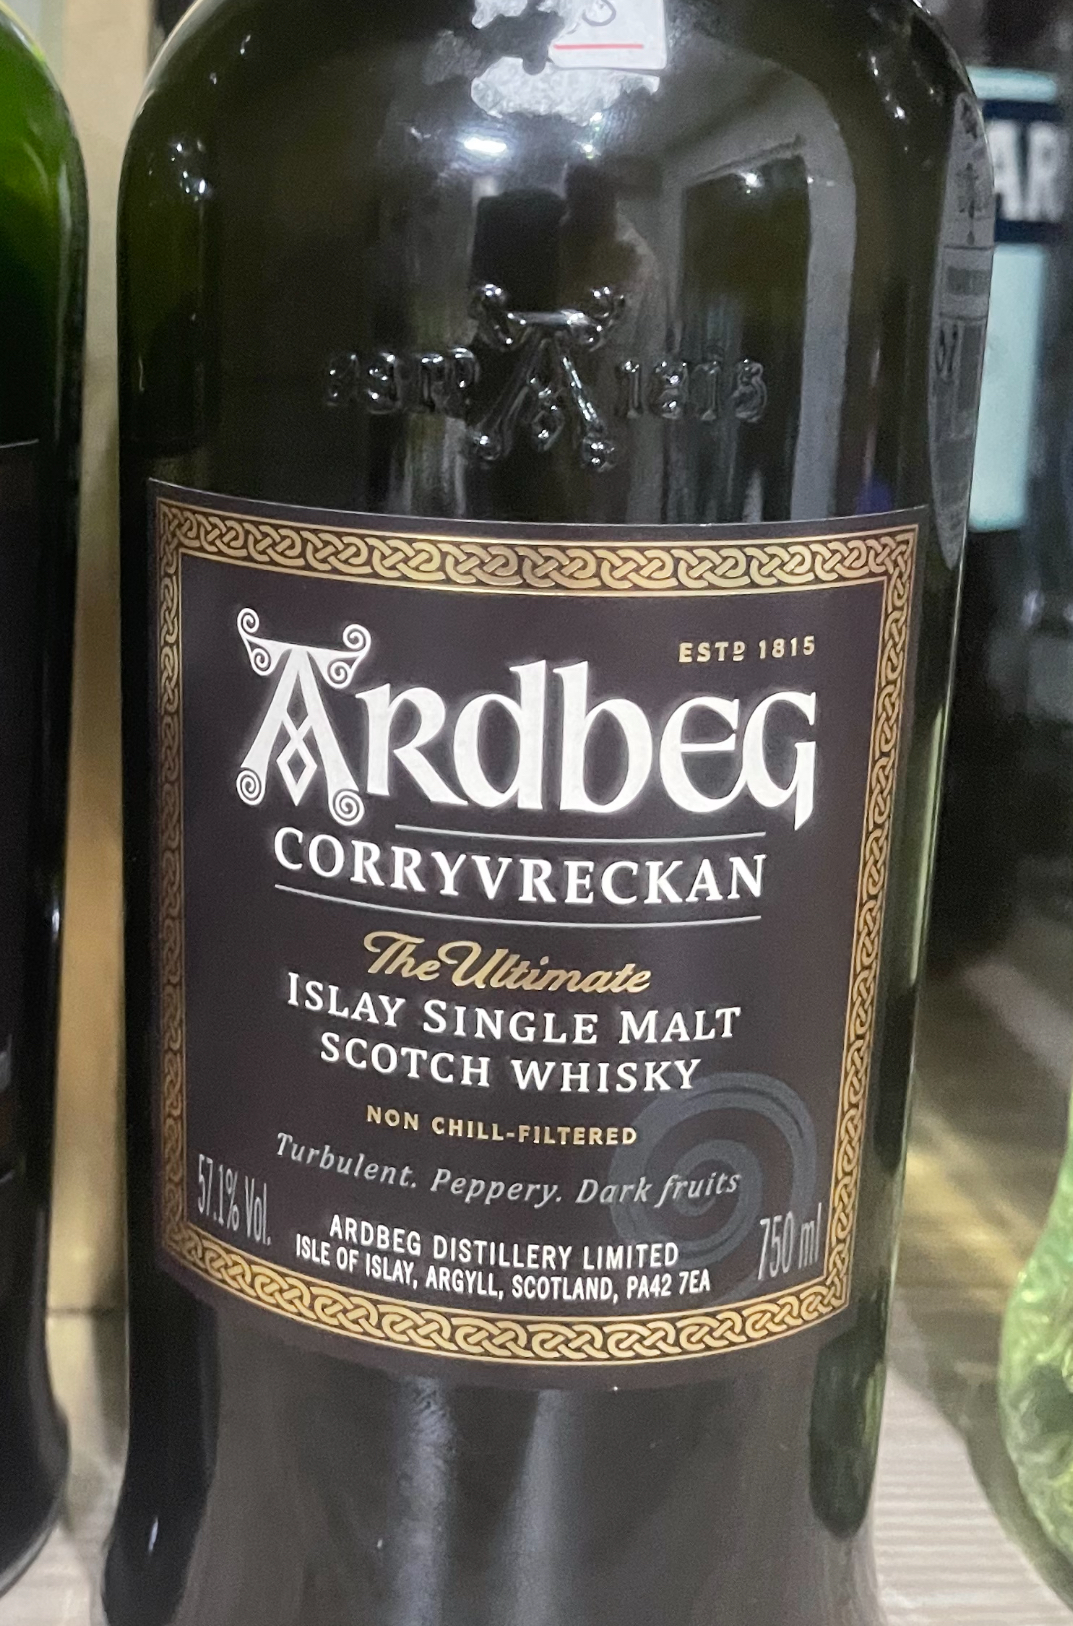 ESTD 1815
AR
ESTD 1815
ARdbEG
CORRYVRECKAN
The Ultimate
ISLAY SINGLE MALT
SCOTCH WHISKY
NON CHILL-FILTERED
Turbulent. Peppery. Dark fruits
57.1% Vol.
750 ml
ARDBEG DISTILLERY LIMITED
ISLE OF ISLAY, ARGYLL, SCOTLAND, PA42 7EA